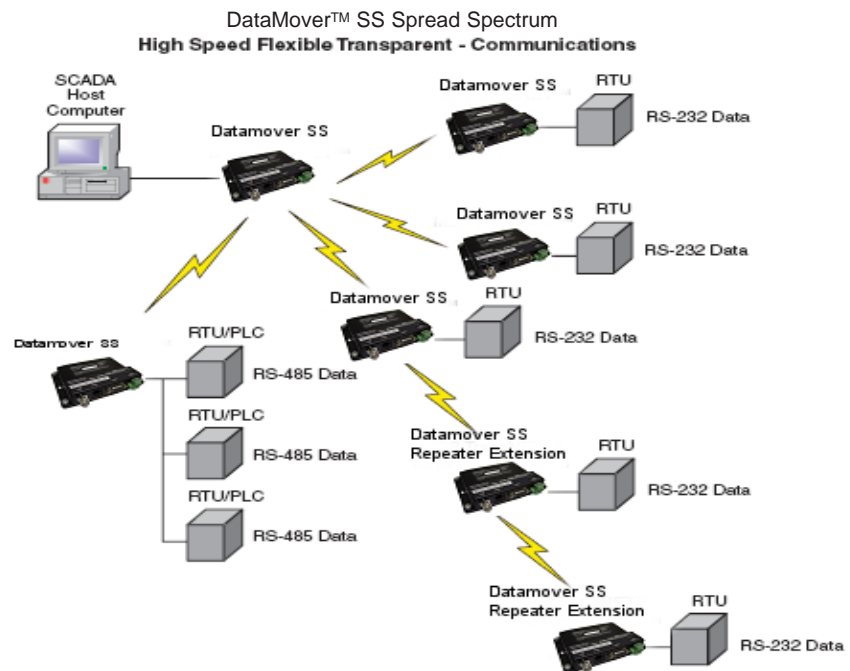 DataMover™ SS Spread Spectrum
High Speed Flexible Transparent - Communications
SCADA
Host
Computer
Datamover SS
Datamover SS
RTU
RS-232 Data
Datamover SS
RTU
RS-232 Data
Datamover SS
RTU
RS-232 Data
Datamover SS
RTU/PLC
RS-485 Data
RTU/PLC
RS-485 Data
RTU/PLC
RS-485 Data
Datamover SS
Repeater Extension
RTU
RS-232 Data
Datamover SS
Repeater Extension
RTU
RS-232 Data